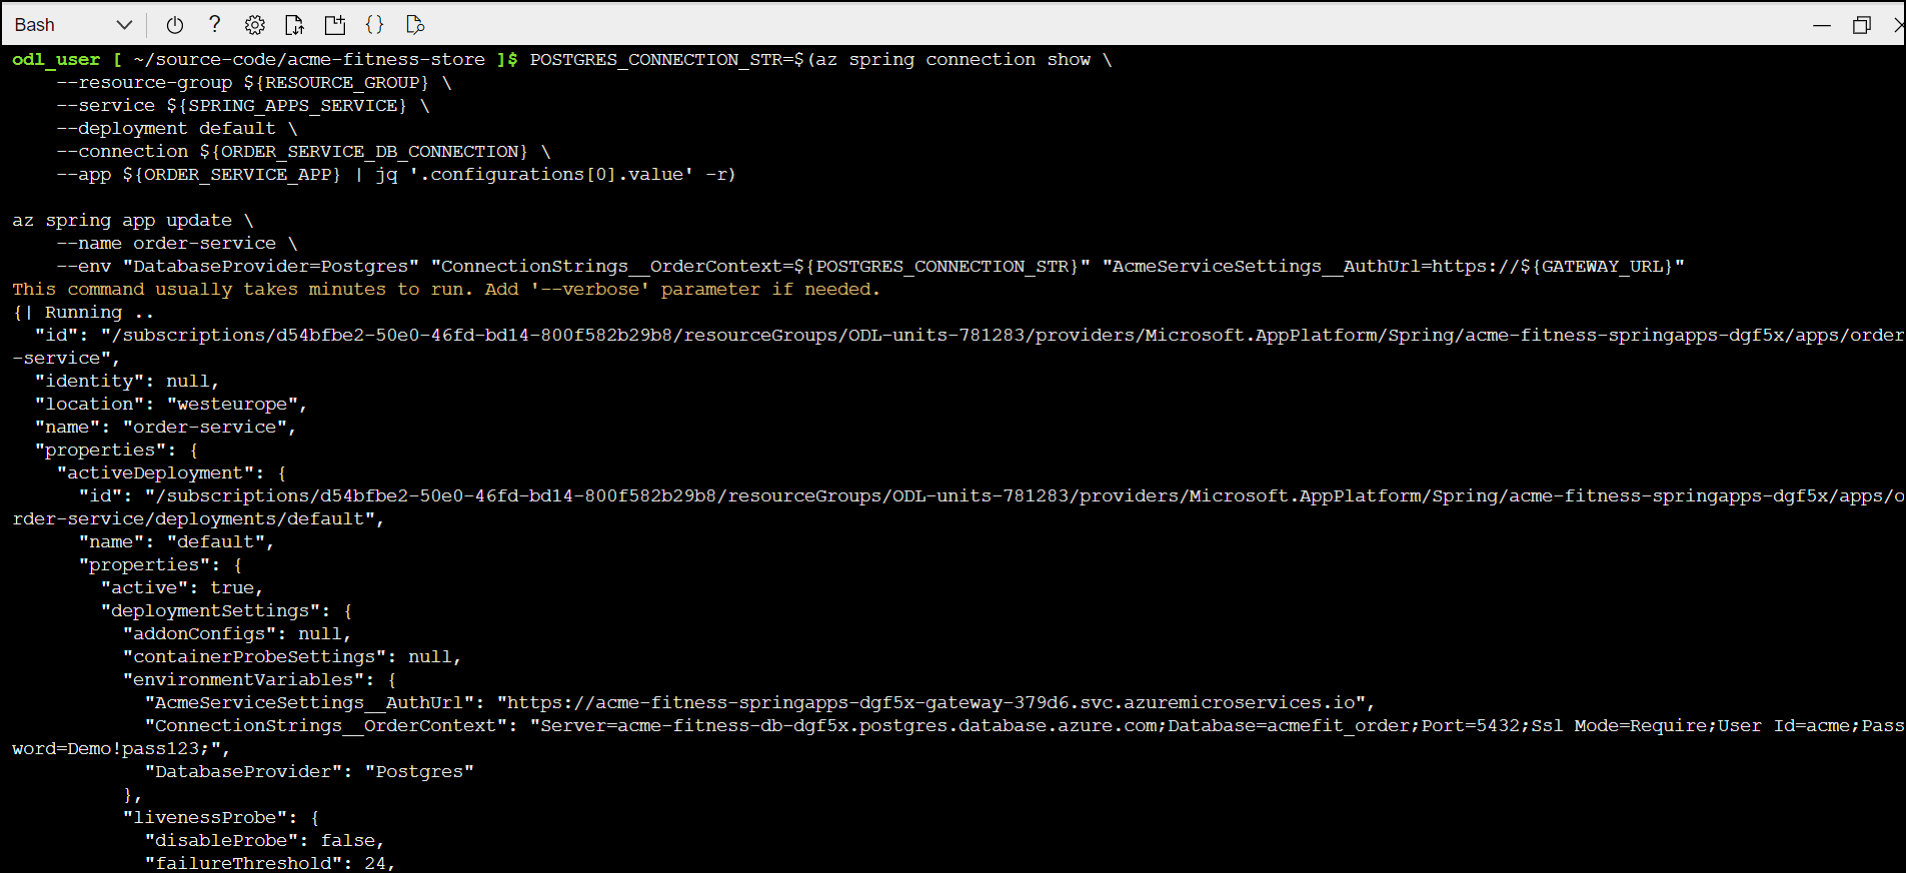 Bash
odl_user [ ~/source-code/acme-fitness-store ]$ POSTGRES_CONNECTION_STR=$(az spring connection show \
    --resource-group ${RESOURCE_GROUP} \
    --service ${SPRING_APPS_SERVICE} \
    --deployment default \
    --connection ${ORDER_SERVICE_DB_CONNECTION} \
    --app ${ORDER_SERVICE_APP} | jq '.configurations[0].value' -r)

az spring app update \
    --name order-service \
    --env "DatabaseProvider=Postgres" "ConnectionStrings__OrderContext=${POSTGRES_CONNECTION_STR}" "AcmeServiceSettings__AuthUrl=https://${GATEWAY_URL}"
This command usually takes minutes to run. Add '--verbose' parameter if needed.
{| Running ..
  "id": "/subscriptions/d54bfbe2-50e0-46fd-bd14-800f582b29b8/resourceGroups/ODL-units-781283/providers/Microsoft.AppPlatform/Spring/acme-fitness-springapps-dgf5x/apps/order
-service",
  "identity": null,
  "location": "westeurope",
  "name": "order-service",
  "properties": {
    "activeDeployment": {
      "id": "/subscriptions/d54bfbe2-50e0-46fd-bd14-800f582b29b8/resourceGroups/ODL-units-781283/providers/Microsoft.AppPlatform/Spring/acme-fitness-springapps-dgf5x/apps/o
rder-service/deployments/default",
      "name": "default",
      "properties": {
        "active": true,
        "deploymentSettings": {
          "addonConfigs": null,
          "containerProbeSettings": null,
          "environmentVariables": {
            "AcmeServiceSettings__AuthUrl": "https://acme-fitness-springapps-dgf5x-gateway-379d6.svc.azuremicroservices.io",
            "ConnectionStrings__OrderContext": "Server=acme-fitness-db-dgf5x.postgres.database.azure.com;Database=acmefit_order;Port=5432;Ssl Mode=Require;User Id=acme;Pass
word=Demo!pass123;",
            "DatabaseProvider": "Postgres"
          },
          "livenessProbe": {
            "disableProbe": false,
            "failureThreshold": 24,